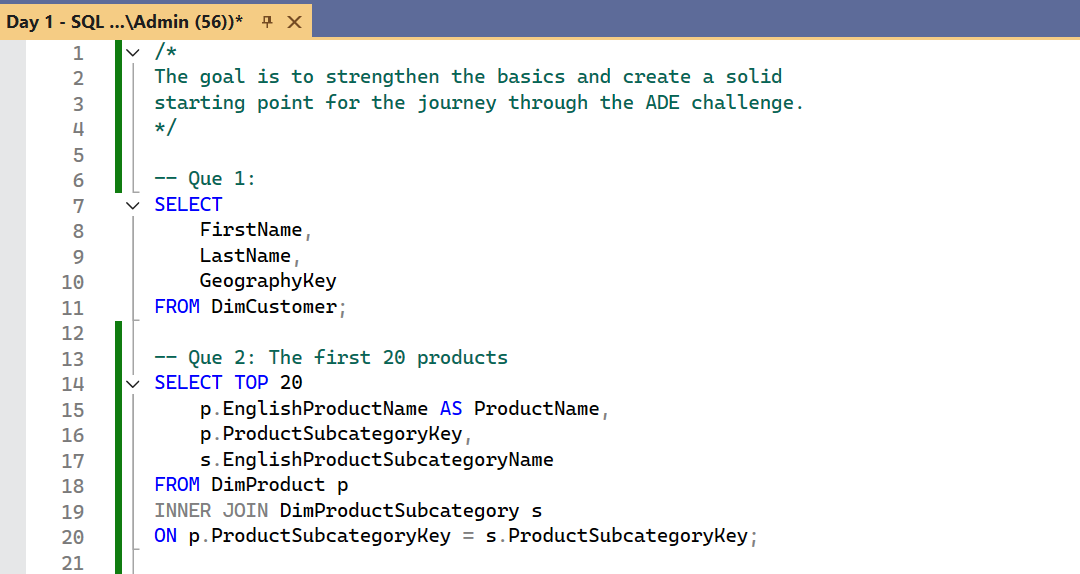 Day 1 - SQL ...\Admin (56))*
1 /*
2 The goal is to strengthen the basics and create a solid
3 starting point for the journey through the ADE challenge.
4 */
5
6 -- Que 1:
7 SELECT
8 FirstName,
9 LastName,
10 GeographyKey
11 FROM DimCustomer;
12
13 -- Que 2: The first 20 products
14 SELECT TOP 20
15 p.EnglishProductName AS ProductName,
16 p.ProductSubcategoryKey,
17 s.EnglishProductSubcategoryName
18 FROM DimProduct p
19 INNER JOIN DimProductSubcategory s
20 ON p.ProductSubcategoryKey = s.ProductSubcategoryKey;
21